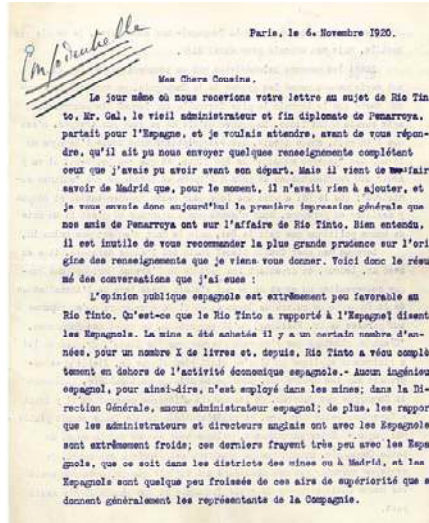 Confidentielle
Paris, le 6. Novembre 1920.
Mes Chers Cousins.
Le jour même où nous recevions votre lettre au sujet de Rio Tin
to, Mr. Gal, le vieil administrateur et fin diplomate de Penarroya,
partait pour l'Espagne, et je voulais attendre, avant de vous répon-
dre, qu'il ait pu nous envoyer quelques renseignements complétant
ceux que j'avais pu avoir avant son départ. Mais il vient de faire
savoir de Madrid que, pour le moment, il n'avait rien à ajouter, et
je vous envoie donc aujourd'hui la première impression générale que
nos amis de Penarroya ont sur l'affaire de Rio Tinto. Bien entendu,
il est inutile de vous recommander la plus grande prudence sur l'ori
gine des renseignements que je viens vous donner. Voici donc le résu
mé des conversations que j'ai eues :
L'opinion publique espagnole est extrêmement peu favorable au
Rio Tinto. Qu'est-ce que le Rio Tinto a rapporté à l'Espagne? disent
les Espagnols. La mine a été achetée il y a un certain nombre d'an-
nées, pour un nombre X de livres et, depuis, Rio Tinto a vécu complè
tement en dehors de l'activité économique espagnole.- Aucun ingénieu
espagnol, pour ainsi-dire, n'est employé dans les mines; dans la Di-
rection Générale, aucun administrateur espagnol; de plus, les rappor
que les administrateurs et directeurs anglais ont avec les Espagnols
sont extrêmement froids; ces derniers frayent très peu avec les Espa
gnols, que ce soit dans les districts des mines ou à Madrid, et les
Espagnols sont quelque peu froissés de ces airs de supériorité que s
donnent généralement les représentants de la Compagnie.